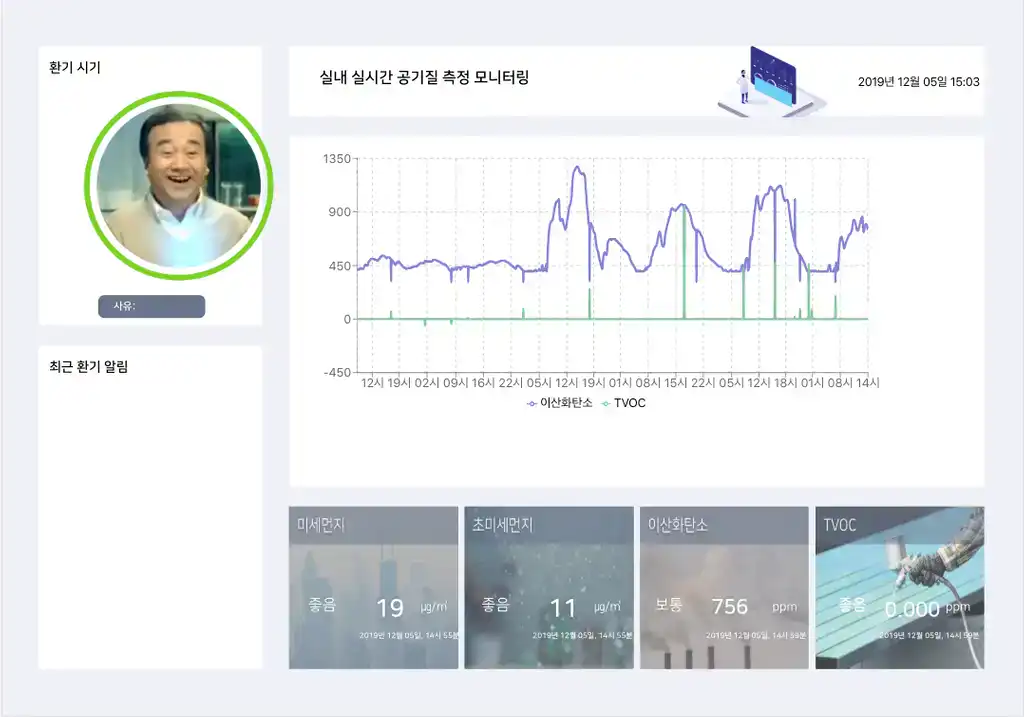 환기 시기
사유:
최근 환기 알림
실내 실시간 공기질 측정 모니터링
2019년 12월 05일 15:03
1350
900
450
0
-450
12시 19시 02시 09시 16시 22시 05시 12시 19시 01시 08시 15시 22시 05시 12시 18시 01시 08시 14시
이산화탄소 TVOC
미세먼지
좋음 19 μg/㎥
2019년 12월 05일, 14시 55분
초미세먼지
좋음 11 μg/㎥
2019년 12월 05일, 14시 55분
이산화탄소
보통 756 ppm
2019년 12월 05일, 14시 59분
TVOC
좋음 0.000 ppm
2019년 12월 05일, 14시 59분